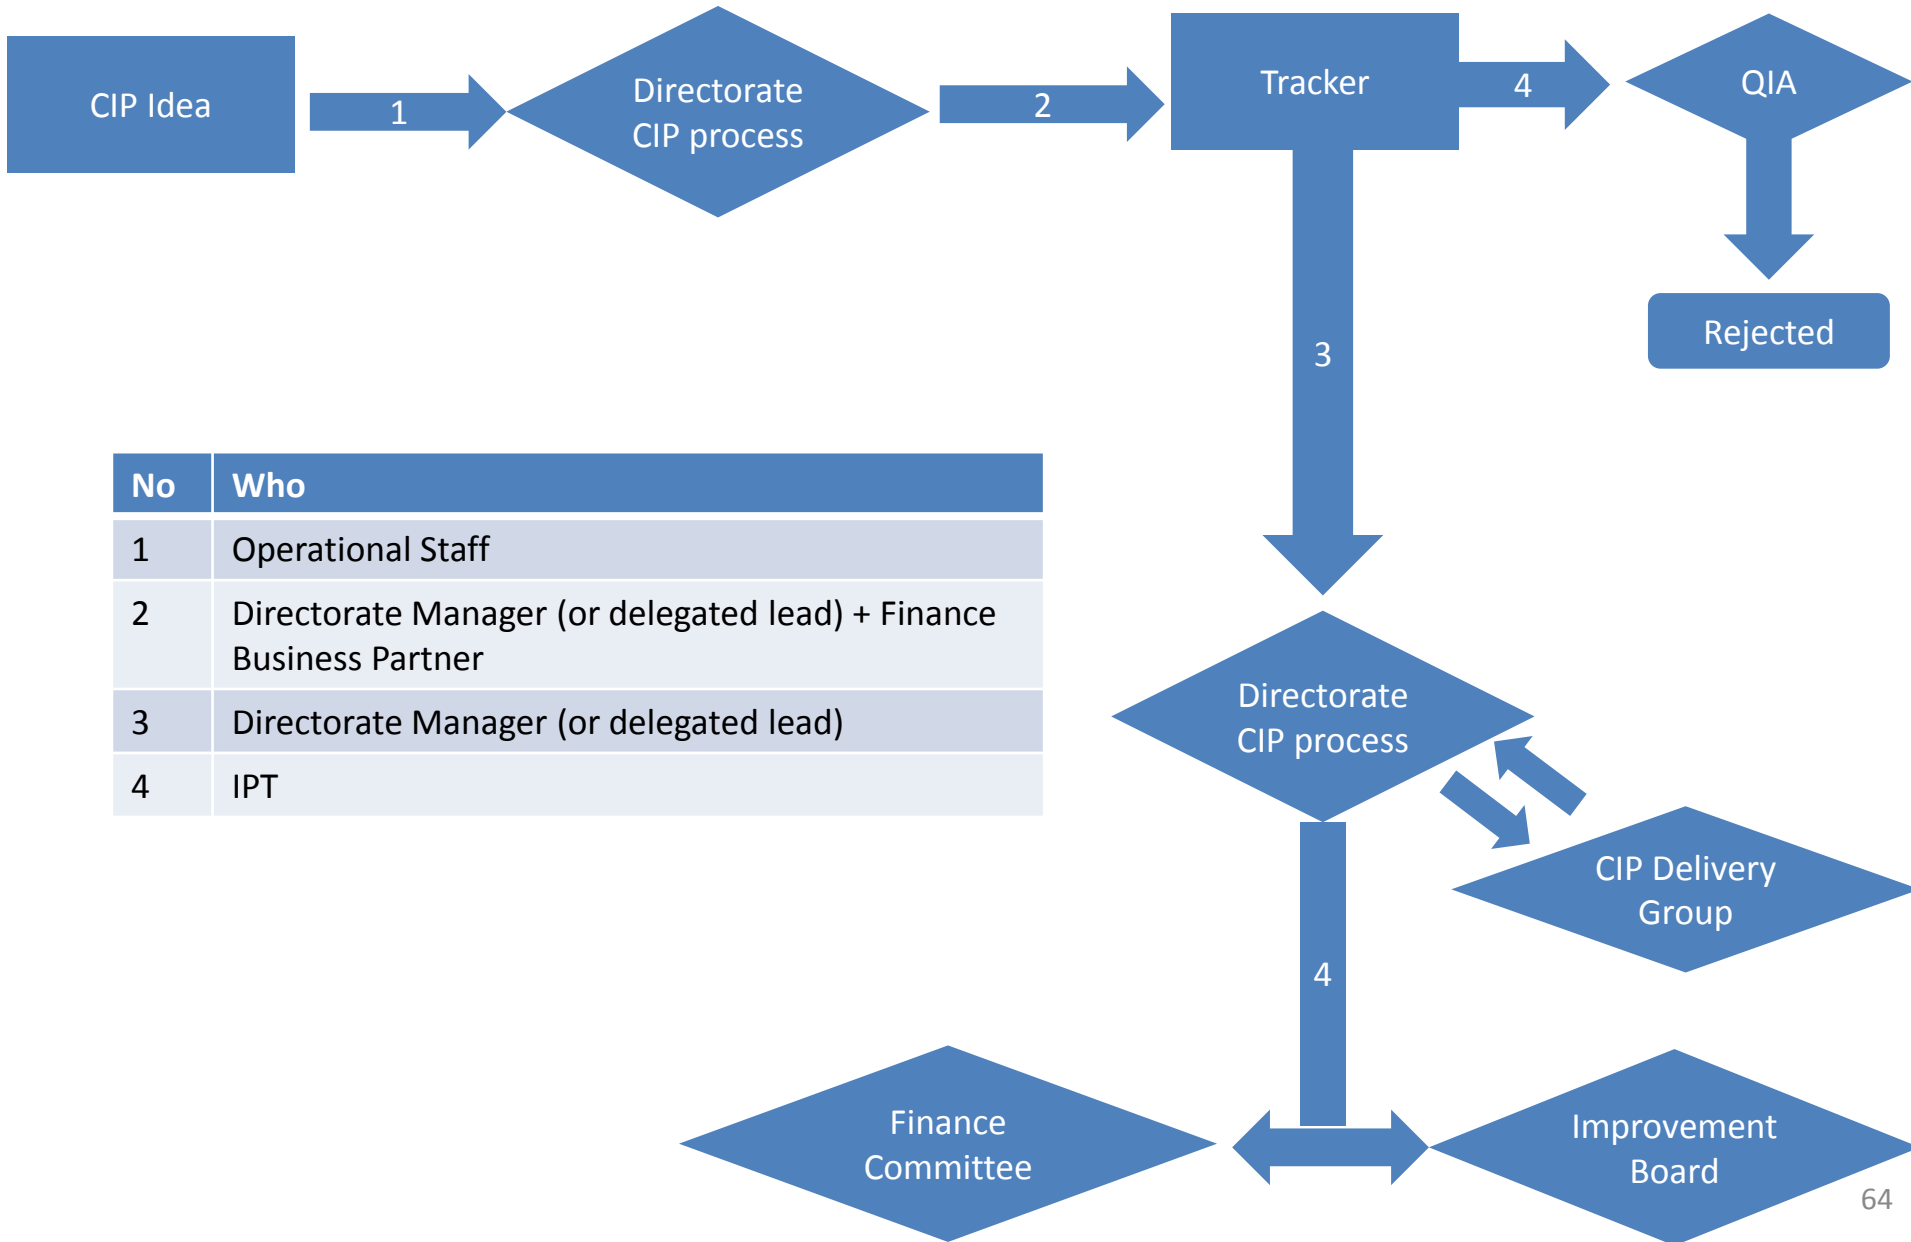 CIP Idea
1
Directorate
CIP process
2
Tracker
4
QIA
Rejected
3
No Who
1 Operational Staff
2 Directorate Manager (or delegated lead) + Finance
Business Partner
3 Directorate Manager (or delegated lead)
4 IPT
Directorate
CIP process
CIP Delivery
Group
4
Finance
Committee
Improvement
Board
64